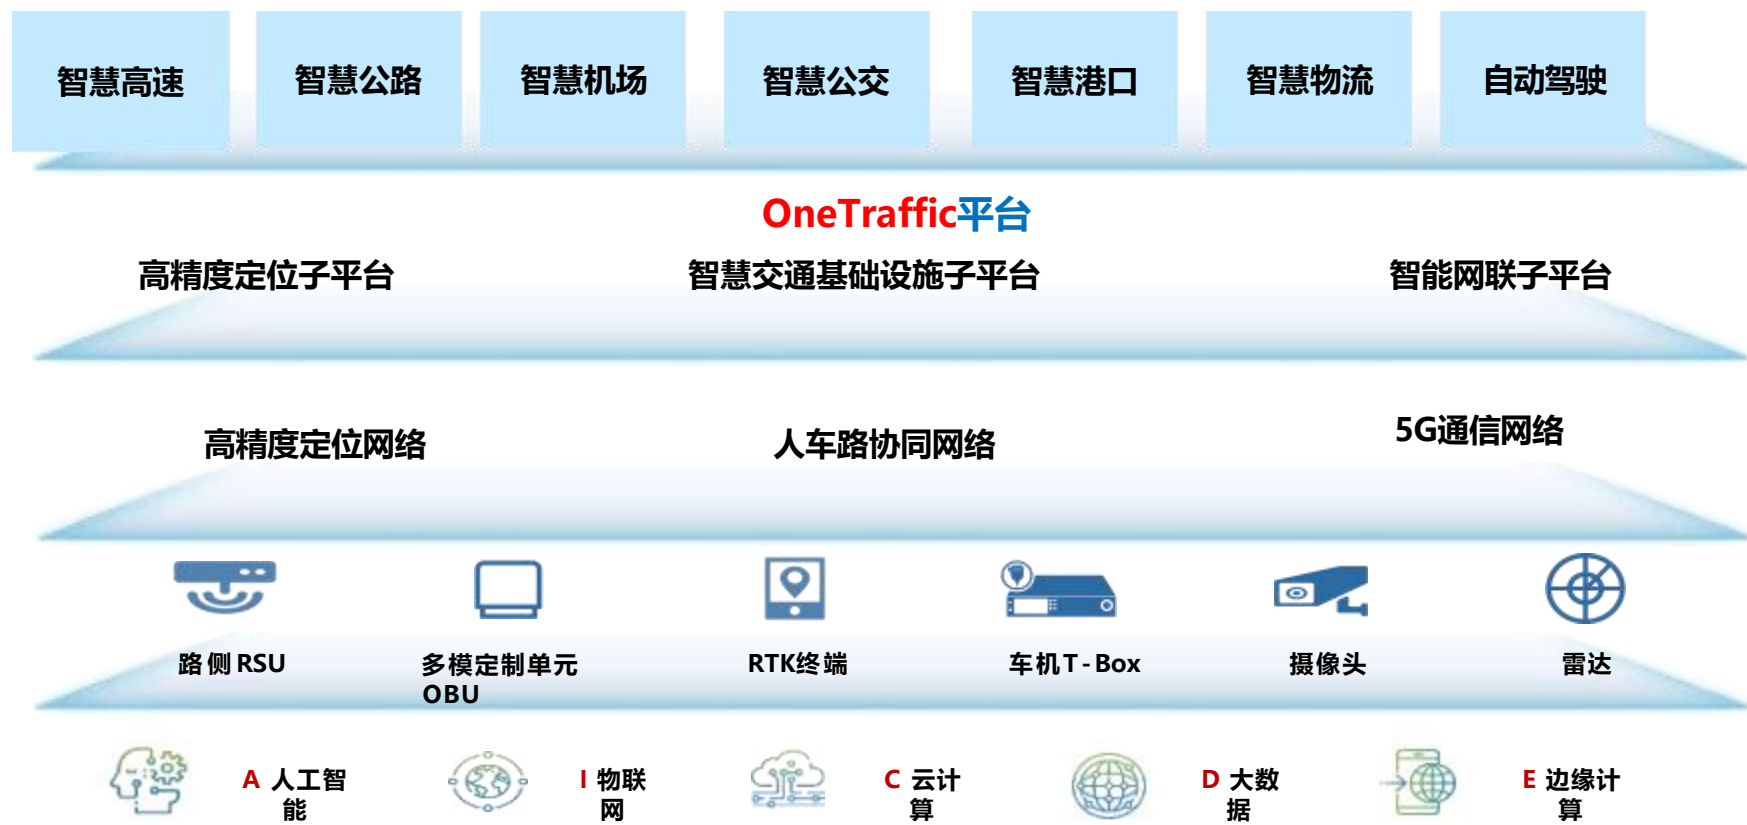 智慧高速 智慧公路 智慧机场 智慧公交 智慧港口 智慧物流 自动驾驶
OneTraffic平台
高精度定位子平台 智慧交通基础设施子平台 智能网联子平台
高精度定位网络 人车路协同网络 5G通信网络
路侧RSU
多模定制单元
OBU
RTK终端
车机T-Box
摄像头
雷达
A 人工智
能
I 物联
网
C 云计
算
D 大数
据
E 边缘计
算